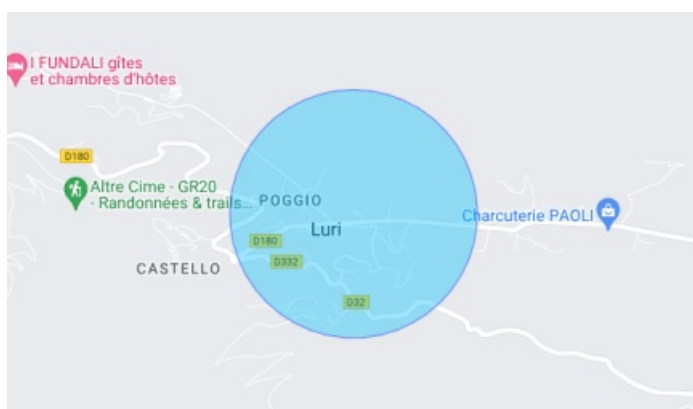 I FUNDALI gîtes
et chambres d'hôtes
D180
Altre Cime - GR20
- Randonnées & trails...
POGGIO
Charcuterie PAOLI
Luri
D180
D332
CASTELLO
D32